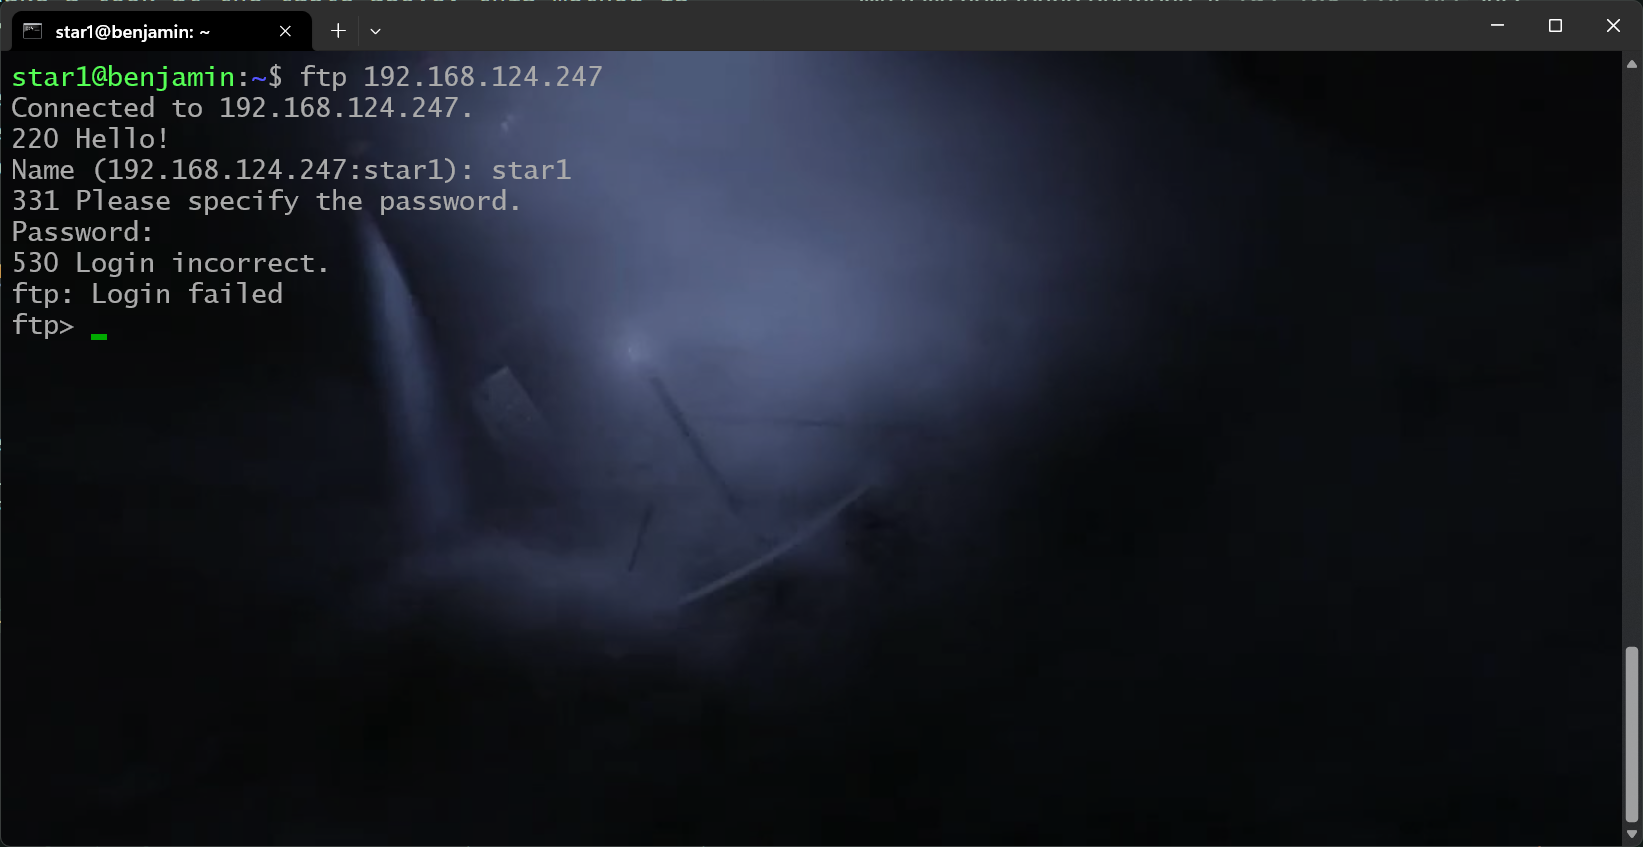 star1@benjamin: ~
star1@benjamin:~$ ftp 192.168.124.247
Connected to 192.168.124.247.
220 Hello!
Name (192.168.124.247:star1): star1
331 Please specify the password.
Password:
530 Login incorrect.
ftp: Login failed
ftp>